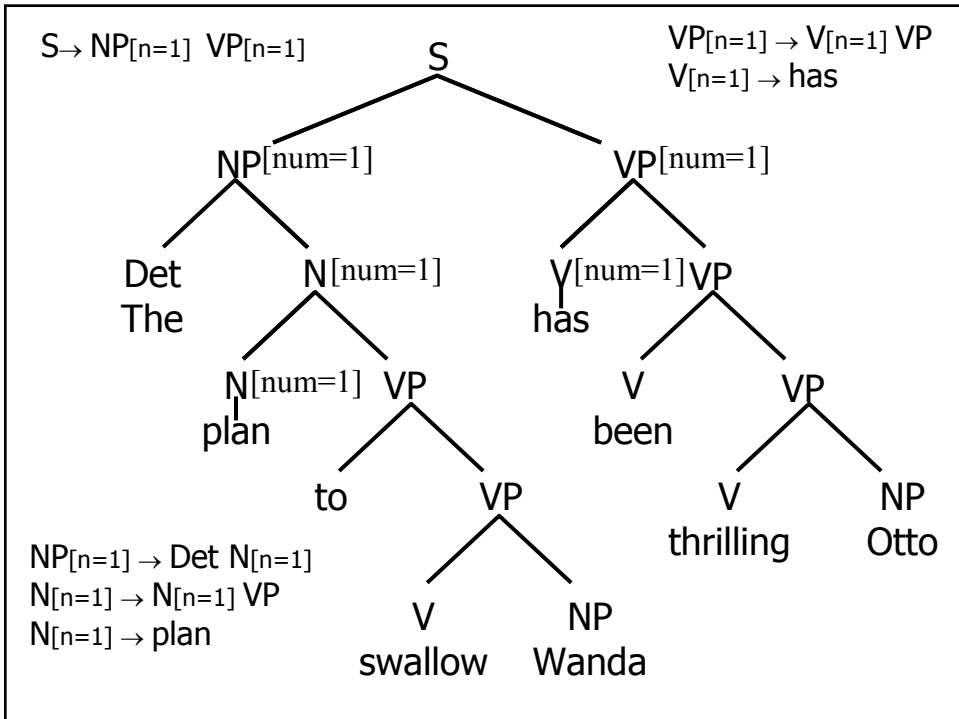 S→ NP[n=1] VP[n=1]
VP[n=1] → V[n=1] VP
V[n=1] → has
S
NP[num=1] VP[num=1]
Det N[num=1] V[num=1] VP
The has
N[num=1] VP V VP
plan been
to VP V NP
thrilling Otto
NP[n=1] → Det N[n=1]
N[n=1] → N[n=1] VP
N[n=1] → plan
V NP
swallow Wanda